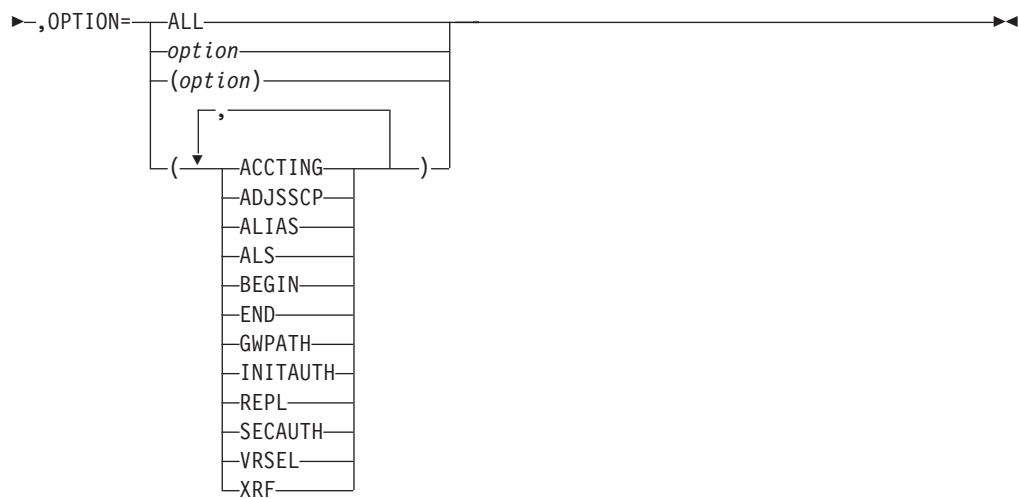 ,OPTION= ALL
option
(option)
,
( ACCTING )
ADJSSCP
ALIAS
ALS
BEGIN
END
GWPATH
INITAUTH
REPL
SECAUTH
VRSEL
XRF